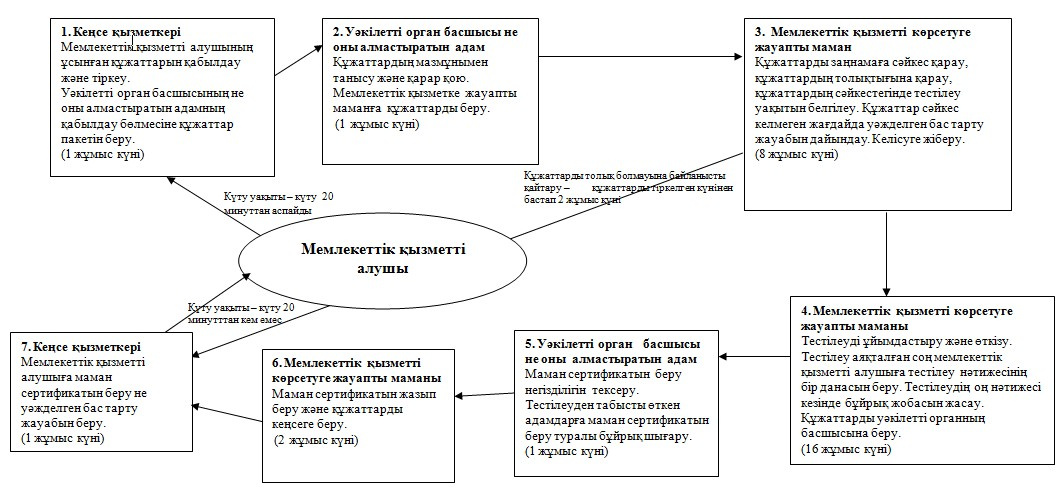 1. Кеңсе қызметкері
Мемлекеттік қызметті алушының
ұсынған құжаттарын қабылдау
және тіркеу.
Уәкілетті орган басшысының не
оны алмастыратын адамның
қабылдау бөлмесіне құжаттар
пакетін беру.
(1 жұмыс күні)
2. Уәкілетті орган басшысы не
оны алмастыратын адам
Құжаттардың мазмұнымен
танысу және қарар қою.
Мемлекеттік қызметке жауапты
маманға құжаттарды беру.
(1 жұмыс күні)
3. Мемлекеттік қызметті көрсетуге
жауапты маман
Құжаттарды заңнамаға сәйкес қарау,
құжаттардың толықтығына қарау,
құжаттардың сәйкестегінде тестілеу
уақытын белгілеу. Құжаттар сәйкес
келмеген жағдайда уәжделген бас тарту
жауабын дайындау. Келісуге жіберу.
(8 жұмыс күні)
Күту уақыты – күту 20
минуттан аспайды
Құжаттарды толық болмауына байланысты
қайтару – құжаттарды тіркелген күнінен
бастап 2 жұмыс күні
Мемлекеттік қызметті
алушы
Күту уақыты – күту 20
минутттан кем емес
4. Мемлекеттік қызметті көрсетуге
жауапты маманы
Тестілеуді ұйымдастыру және өткізу.
Тестілеу аяқталған соң мемлекеттік
қызметті алушыға тестілеу нәтижесінің
бір данасын беру. Тестілеудің оң нәтижесі
кезінде бұйрық жобасын жасау.
Құжаттарды уәкілетті органның
басшысына беру.
(16 жұмыс күні)
5. Уәкілетті орган басшысы
не оны алмастыратын адам
Маман сертификатын беру
негізділігін тексеру.
Тестілеуден табысты өткен
адамдарға маман сертификатын
беру туралы бұйрық шығару.
(1 жұмыс күні)
6. Мемлекеттік қызметті
көрсетуге жауапты маманы
Маман сертификатын жазып
беру және құжаттарды
кеңсеге беру.
(2 жұмыс күні)
7. Кеңсе қызметкері
Мемлекеттік қызметті
алушыға маман
сертификатын беру не
уәжделген бас тарту
жауабын беру.
(1 жұмыс күні)